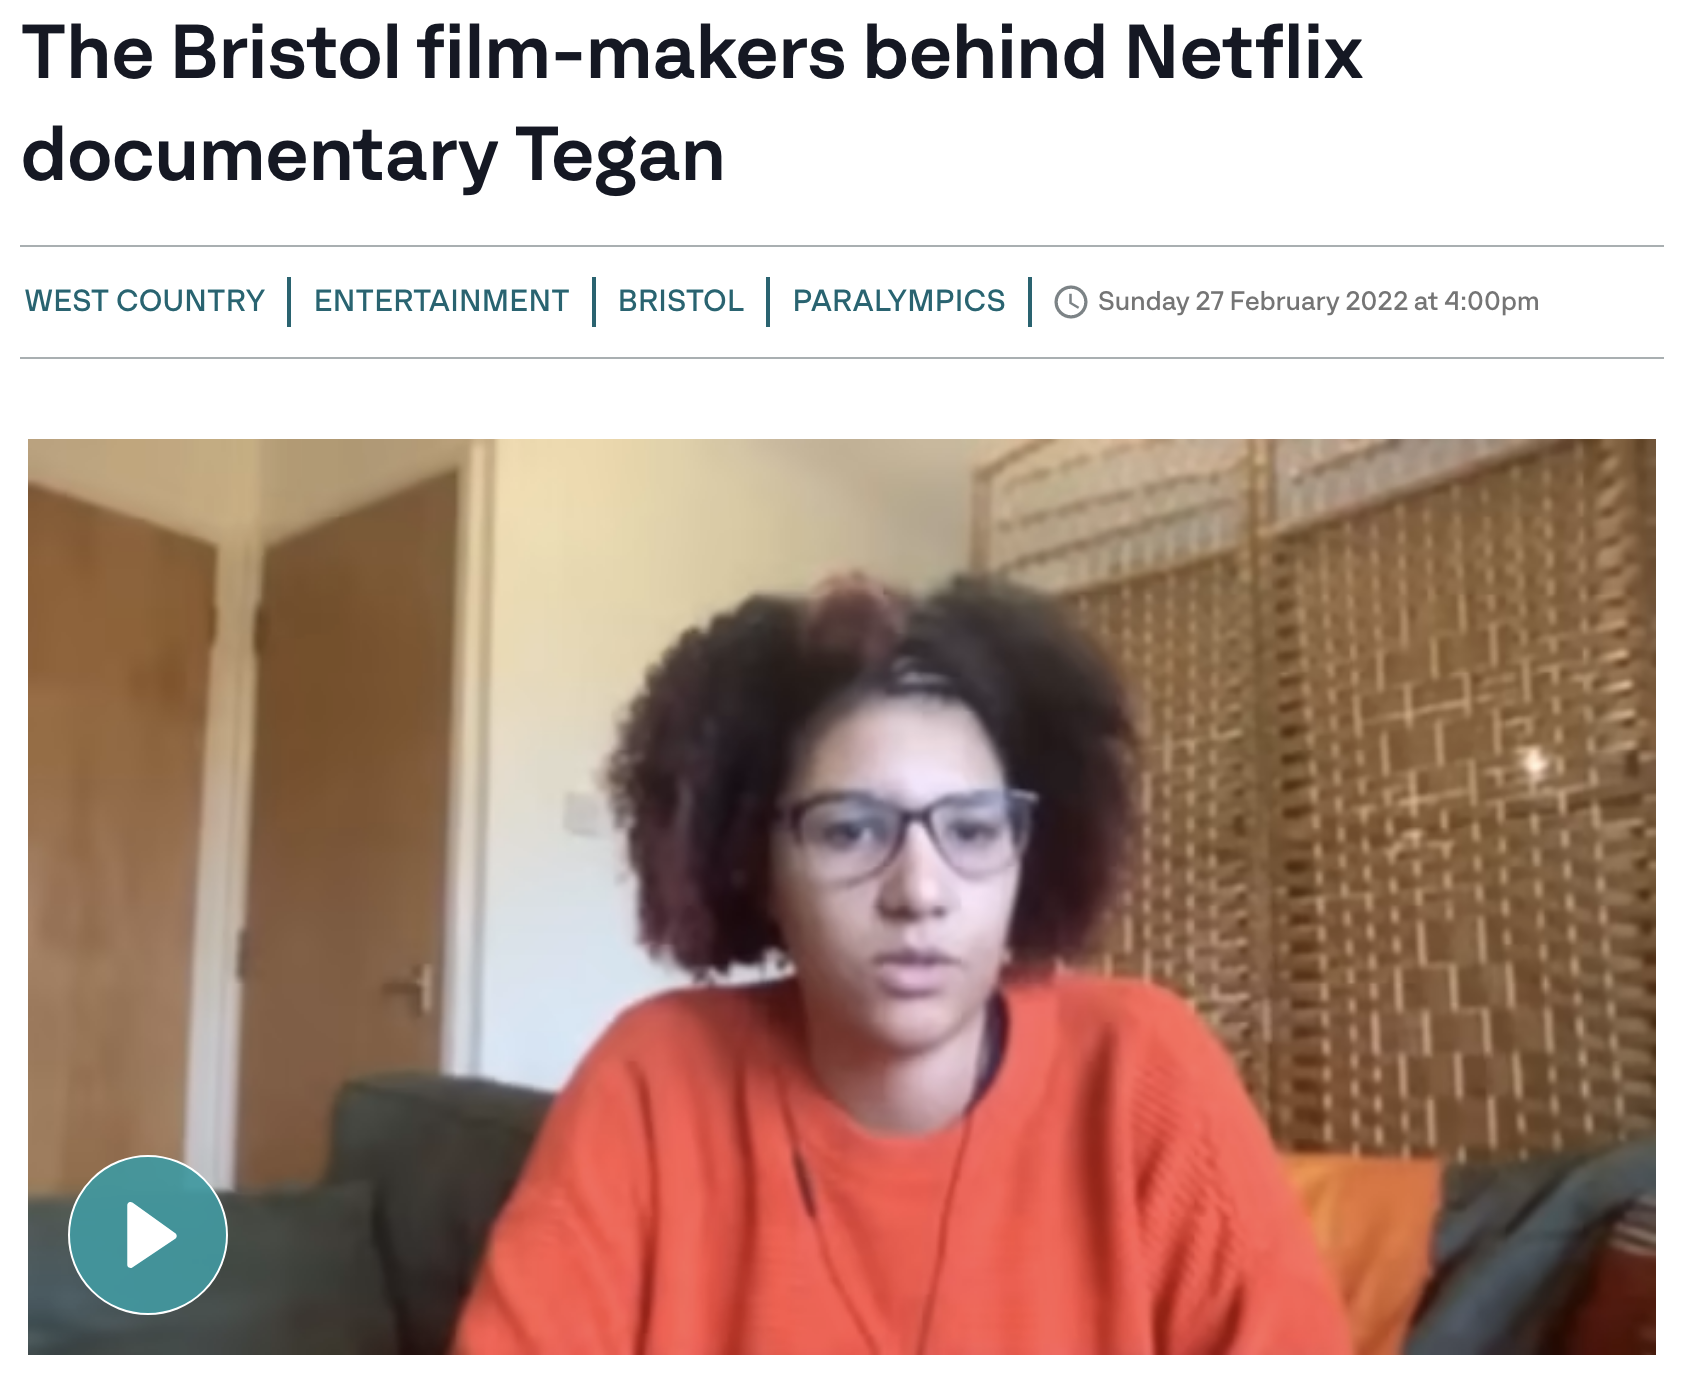 The Bristol film-makers behind Netflix
documentary Tegan
WEST COUNTRY | ENTERTAINMENT | BRISTOL | PARALYMPICS | Sunday 27 February 2022 at 4:00pm